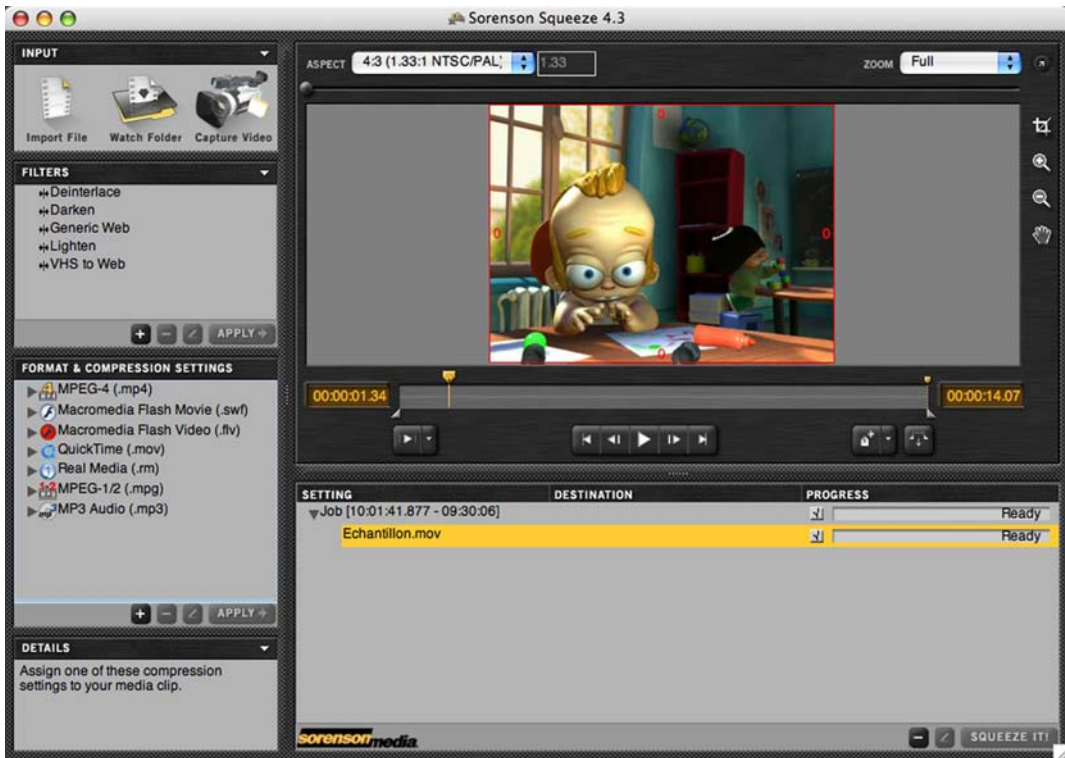 Sorenson Squeeze 4.3
INPUT
Import File
Watch Folder
Capture Video
FILTERS
Deinterlace
Darken
Generic Web
Lighten
VHS to Web
APPLY
FORMAT & COMPRESSION SETTINGS
MPEG-4 (.mp4)
Macromedia Flash Movie (.swf)
Macromedia Flash Video (.flv)
QuickTime (.mov)
Real Media (.rm)
MPEG-1/2 (.mpg)
MP3 Audio (.mp3)
APPLY
DETAILS
Assign one of these compression
settings to your media clip.
ASPECT 4:3 (1.33:1 NTSC/PAL) 1.33 ZOOM Full
0
0 0
0
00:00:01.34 00:00:14.07
SETTING DESTINATION PROGRESS
Job [10:01:41.877 - 09:30:06] Ready
Echantillon.mov Ready
sorensonmedia SQUEEZE IT!